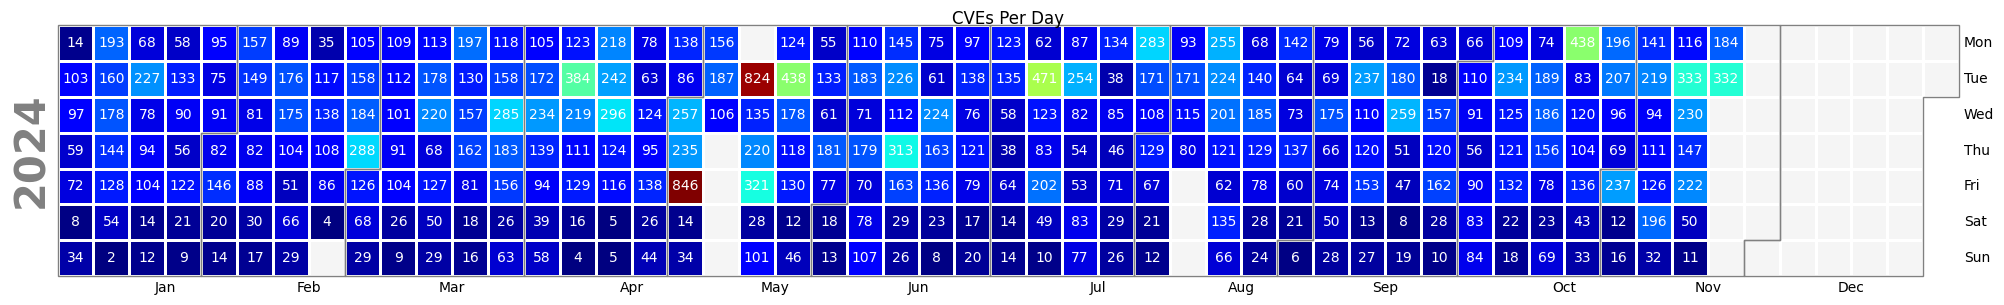 CVEs Per Day
14 193 68 58 95 157 89 35 105 109 113 197 118 105 123 218 78 138 156 124 55 110 145 75 97 123 62 87 134 283 93 255 68 142 79 56 72 63 66 109 74 438 196 141 116 184 Mon
103 160 227 133 75 149 176 117 158 112 178 130 158 172 384 242 63 86 187 824 438 133 183 226 61 138 135 471 254 38 171 171 224 140 64 69 237 180 18 110 234 189 83 207 219 333 332 Tue
97 178 78 90 91 81 175 138 184 101 220 157 285 234 219 296 124 257 106 135 178 61 71 112 224 76 58 123 82 85 108 115 201 185 73 175 110 259 157 91 125 186 120 96 94 230 Wed
59 144 94 56 82 82 104 108 288 91 68 162 183 139 111 124 95 235 220 118 181 179 313 163 121 38 83 54 46 129 80 121 129 137 66 120 51 120 56 121 156 104 69 111 147 Thu
72 128 104 122 146 88 51 86 126 104 127 81 156 94 129 116 138 846 321 130 77 70 163 136 79 64 202 53 71 67 62 78 60 74 153 47 162 90 132 78 136 237 126 222 Fri
8 54 14 21 20 30 66 4 68 26 50 18 26 39 16 5 26 14 28 12 18 78 29 23 17 14 49 83 29 21 135 28 21 50 13 8 28 83 22 23 43 12 196 50 Sat
34 2 12 9 14 17 29 29 9 29 16 63 58 4 5 44 34 101 46 13 107 26 8 20 14 10 77 26 12 66 24 6 28 27 19 10 84 18 69 33 16 32 11 Sun
2024
Jan Feb Mar Apr May Jun Jul Aug Sep Oct Nov Dec